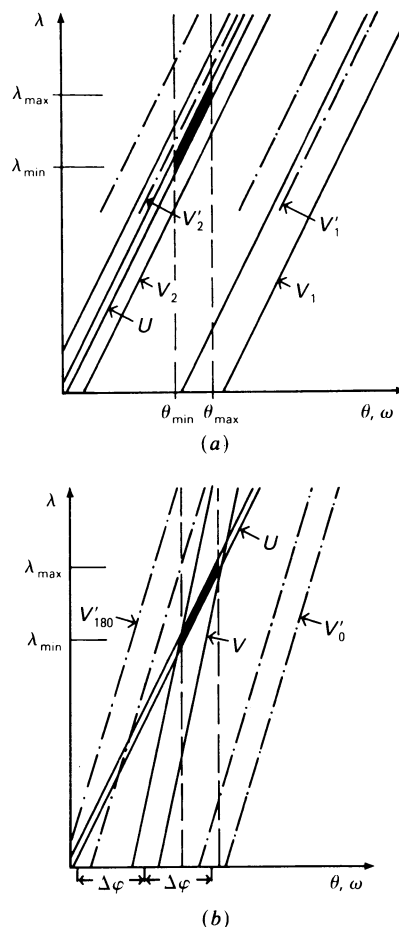 λ
λmax
λmin
V′2
V′1
V2
V1
U
θmin θmax θ, ω
(a)
λ
U
λmax
V′180
V′0
V
λmin
Δφ Δφ θ, ω
(b)